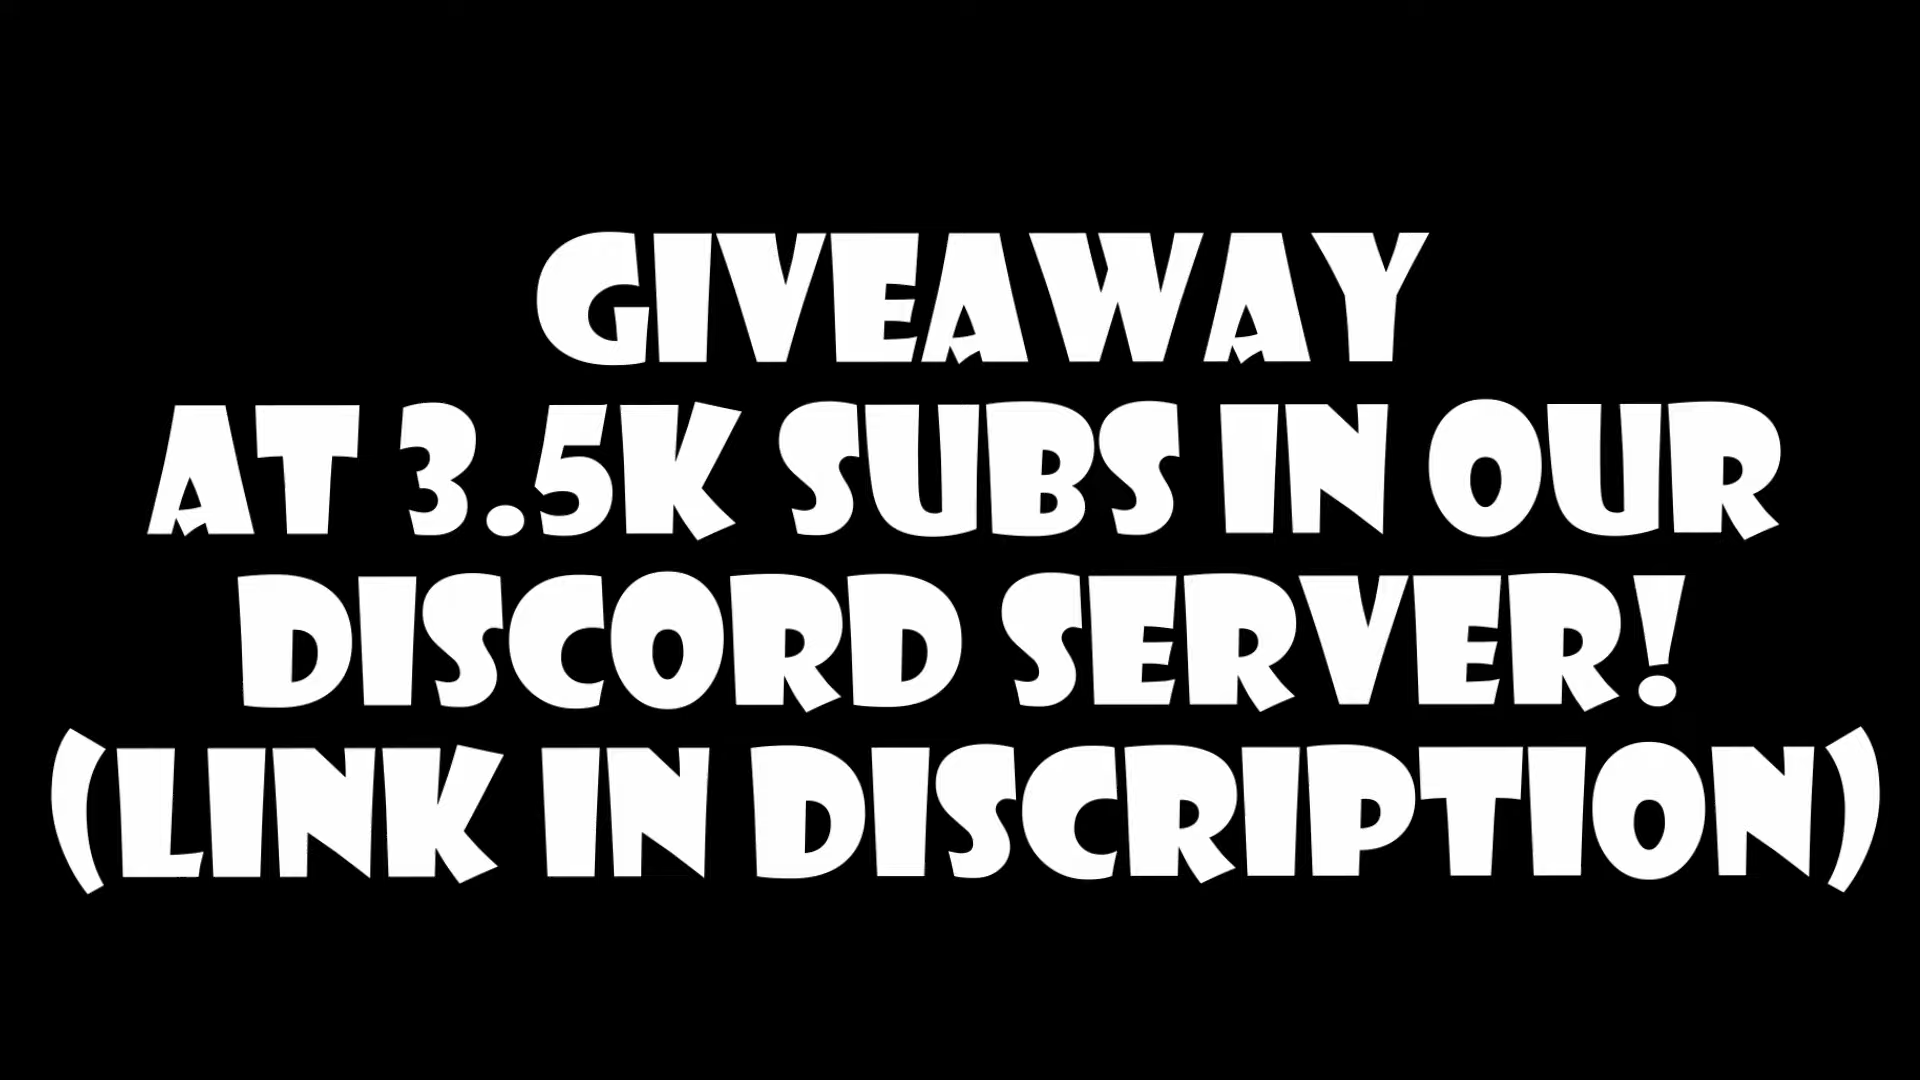 GIVEAWAY
AT 3.5K SUBS IN OUR
DISCORD SERVER!
(LINK IN DISCRIPTION)